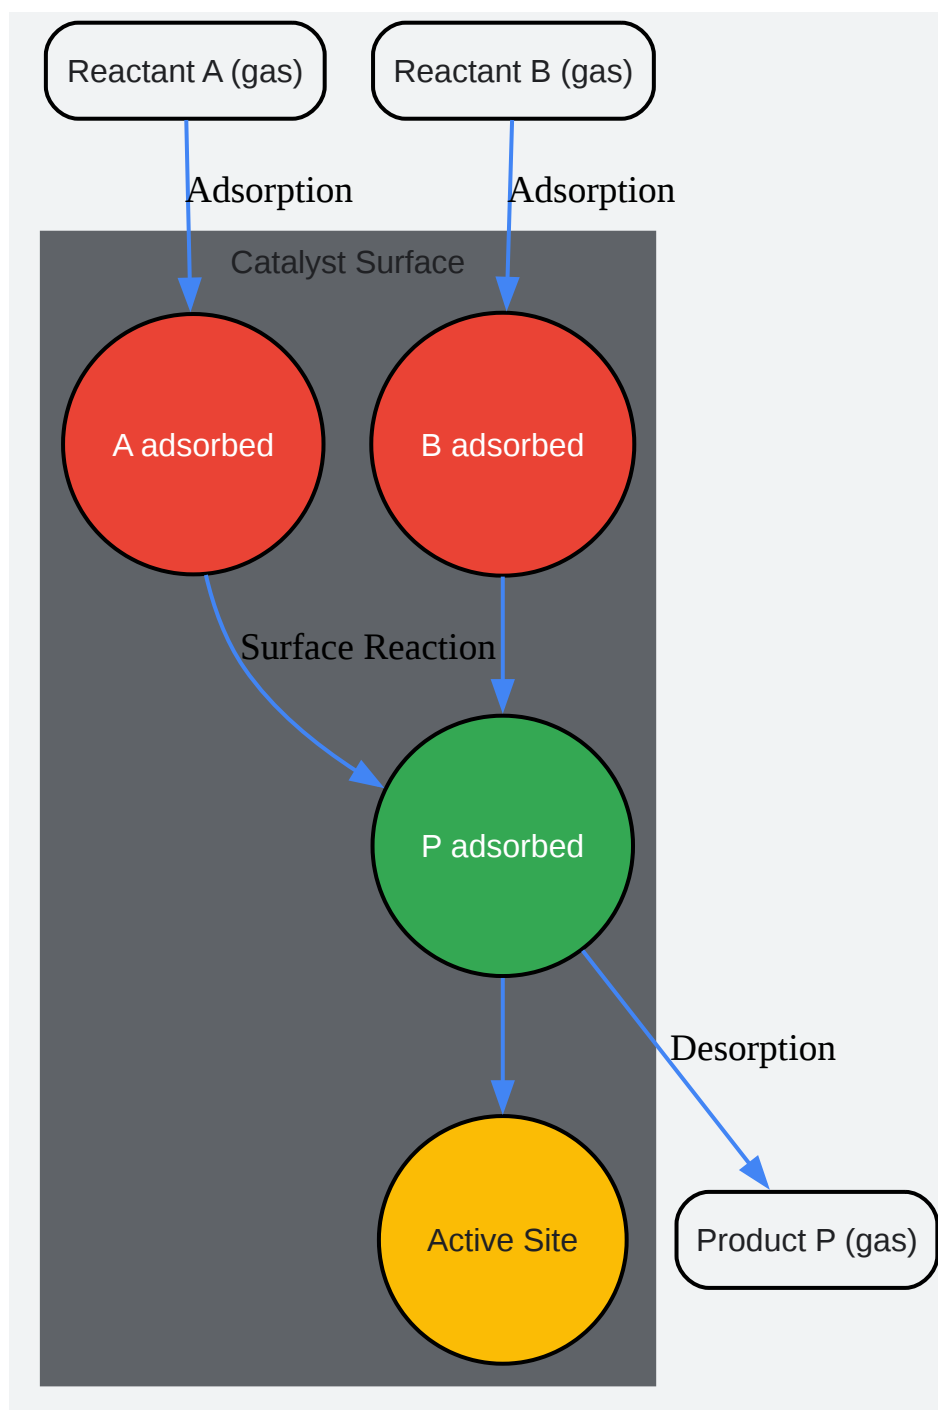 Reactant A (gas)
Reactant B (gas)
Adsorption
Adsorption
Catalyst Surface
A adsorbed
B adsorbed
Surface Reaction
P adsorbed
Desorption
Active Site
Product P (gas)